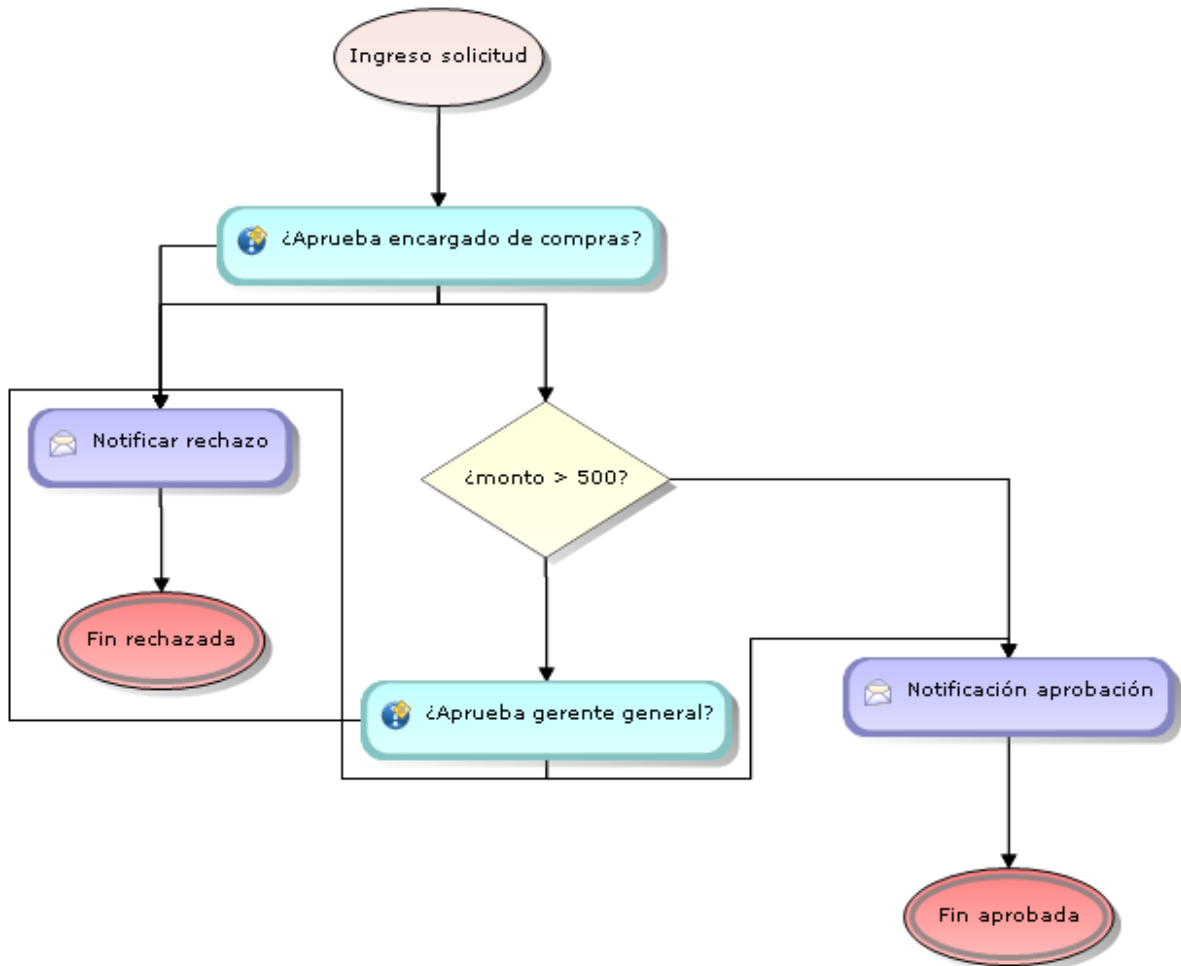 Ingreso solicitud
¿Aprueba encargado de compras?
Notificar rechazo
¿monto > 500?
Fin rechazada
¿Aprueba gerente general?
Notificación aprobación
Fin aprobada